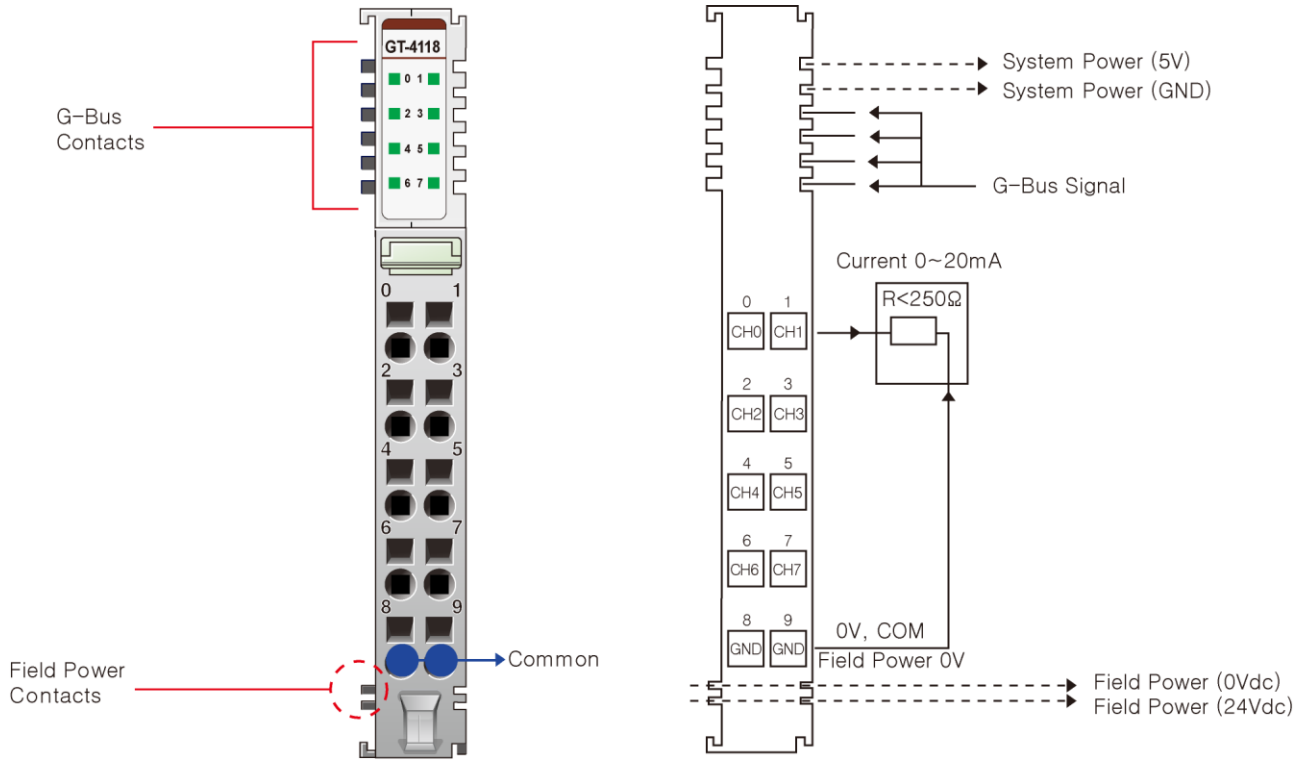 GT-4118
0 1
2 3
4 5
6 7
G-Bus
Contacts
0 1
2 3
4 5
6 7
8 9
Common
Field Power
Contacts
System Power (5V)
System Power (GND)
G-Bus Signal
Current 0~20mA
R<250Ω
0 1
CH0 CH1
2 3
CH2 CH3
4 5
CH4 CH5
6 7
CH6 CH7
8 9
GND GND
0V, COM
Field Power 0V
Field Power (0Vdc)
Field Power (24Vdc)